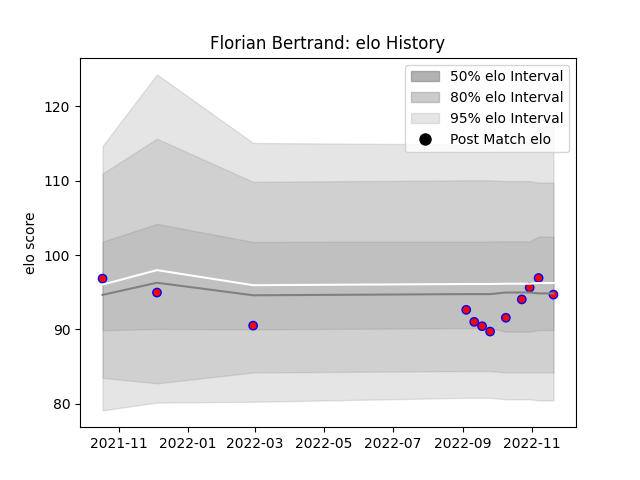 Florian Bertrand: elo History
50% elo Interval
80% elo Interval
95% elo Interval
Post Match elo
elo score
120
110
100
90
80
2021-11 2022-01 2022-03 2022-05 2022-07 2022-09 2022-11